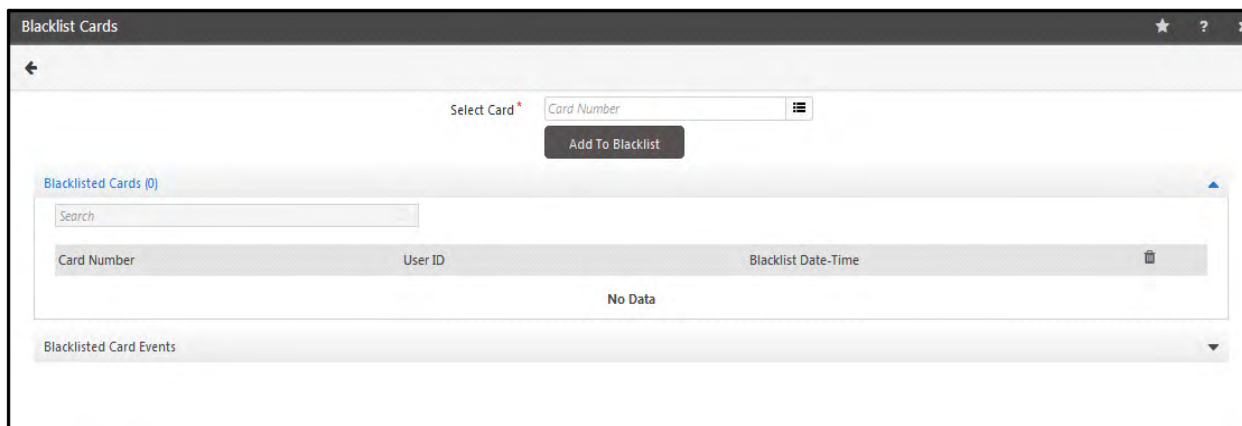 Blacklist Cards
?
Select Card*
Card Number
Add To Blacklist
Blacklisted Cards (0)
Search
Card Number User ID Blacklist Date-Time
No Data
Blacklisted Card Events